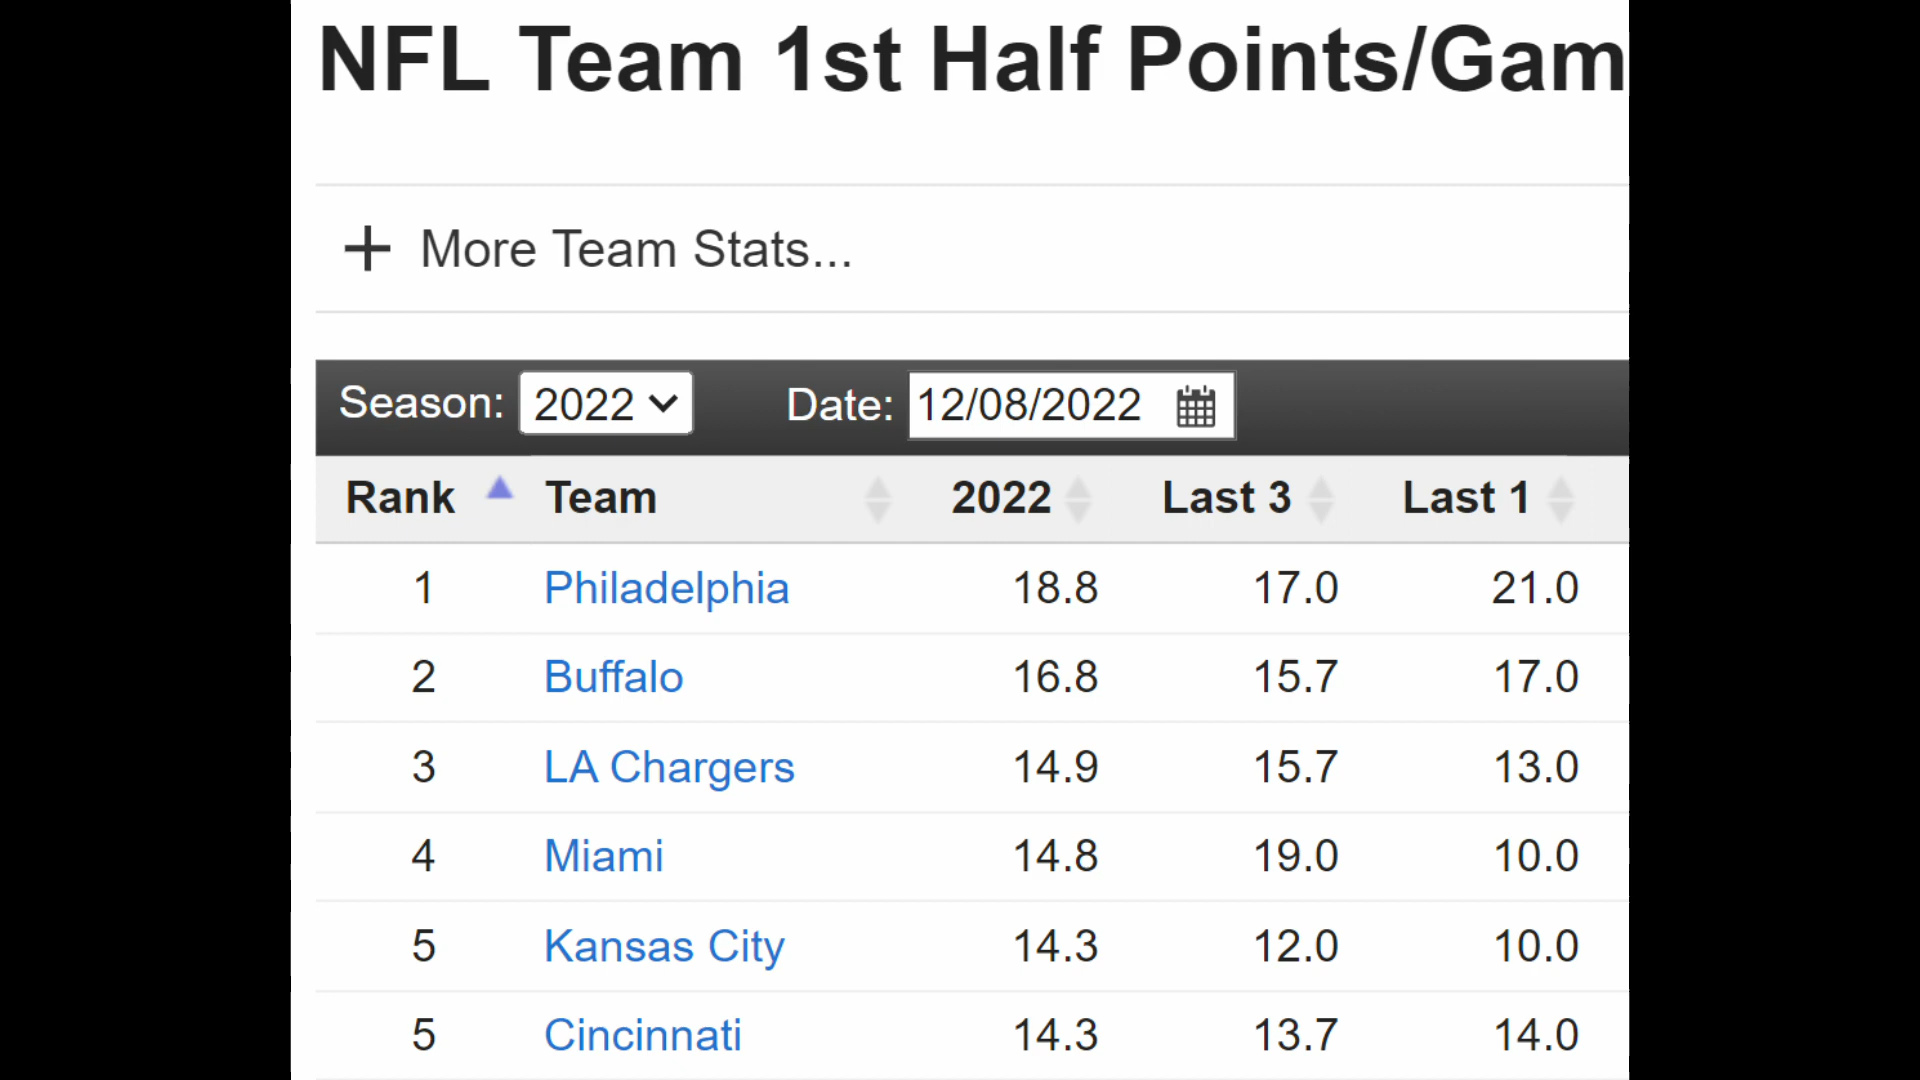 NFL Team 1st Half Points/Gam
+ More Team Stats...
Season: 2022 Date: 12/08/2022
Rank Team 2022 Last 3 Last 1
1 Philadelphia 18.8 17.0 21.0
2 Buffalo 16.8 15.7 17.0
3 LA Chargers 14.9 15.7 13.0
4 Miami 14.8 19.0 10.0
5 Kansas City 14.3 12.0 10.0
5 Cincinnati 14.3 13.7 14.0